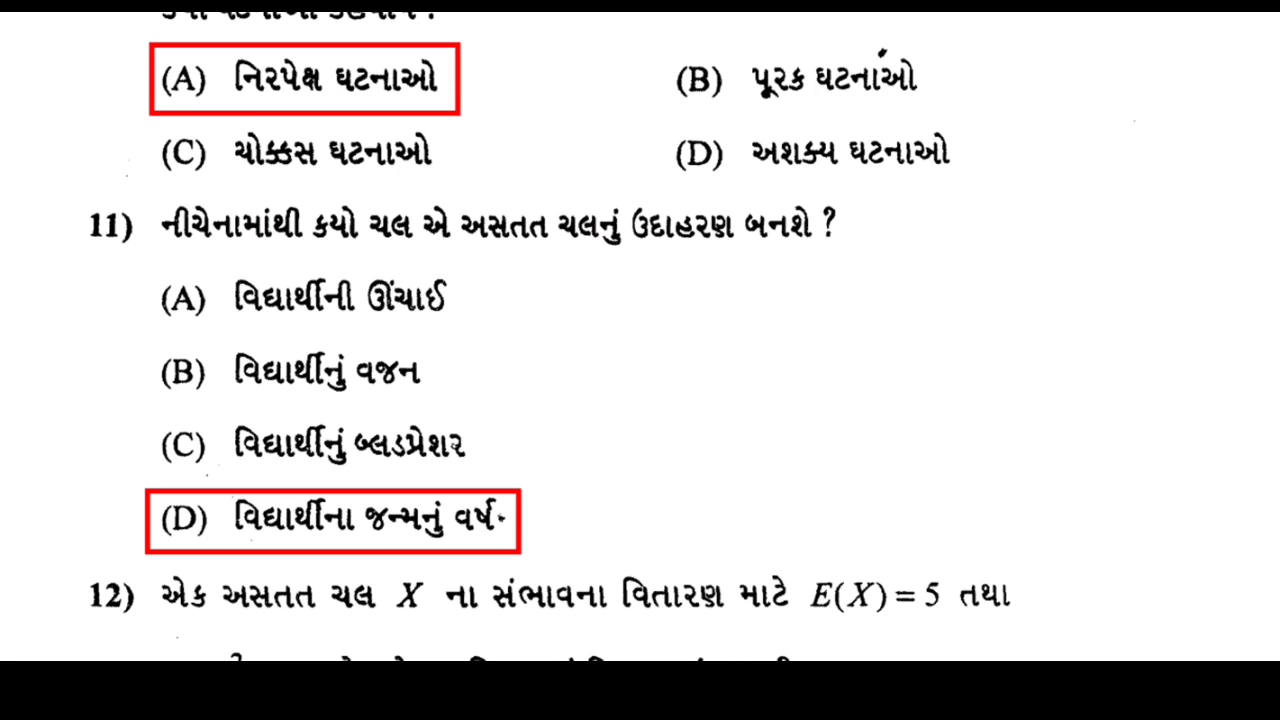 (A) નિરપેક્ષ ઘટનાઓ (B) પૂરક ઘટનાઓ
(C) ચોક્કસ ઘટનાઓ (D) અશક્ય ઘટનાઓ
11) નીચેનામાંથી કયો ચલ એ અસતત ચલનું ઉદાહરણ બનશે ?
(A) વિદ્યાર્થીની ઊંચાઈ
(B) વિદ્યાર્થીનું વજન
(C) વિદ્યાર્થીનું બ્લડપ્રેશર
(D) વિદ્યાર્થીના જન્મનું વર્ષ
12) એક અસતત ચલ X ના સંભાવના વિતારણ માટે E(X) = 5 તથા